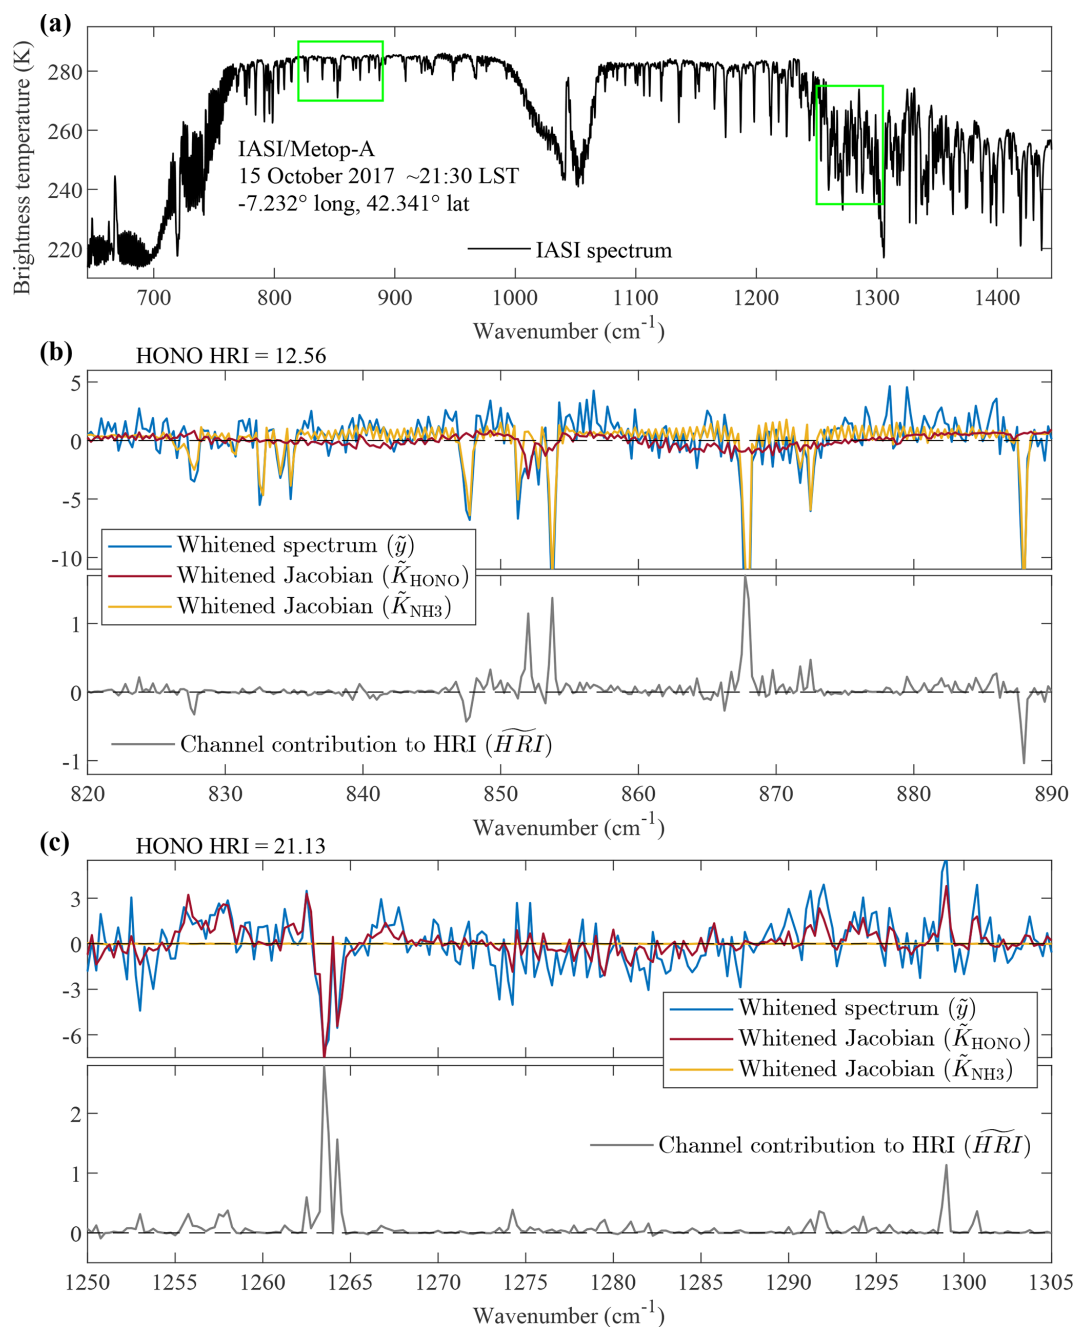 (a)
Brightness temperature (K)
280
260
240
220
IASI/Metop-A
15 October 2017 ~21:30 LST
-7.232° long, 42.341° lat
IASI spectrum
700 800 900 1000 1100 1200 1300 1400
Wavenumber (cm⁻¹)
(b)
HONO HRI = 12.56
5
0
-5
-10
Whitened spectrum (ỹ)
Whitened Jacobian (K̃HONO)
Whitened Jacobian (K̃NH3)
1
0
-1
Channel contribution to HRI (H͠RI)
820 830 840 850 860 870 880 890
Wavenumber (cm⁻¹)
(c)
HONO HRI = 21.13
3
0
-3
-6
Whitened spectrum (ỹ)
Whitened Jacobian (K̃HONO)
Whitened Jacobian (K̃NH3)
2
1
0
Channel contribution to HRI (H͠RI)
1250 1255 1260 1265 1270 1275 1280 1285 1290 1295 1300 1305
Wavenumber (cm⁻¹)